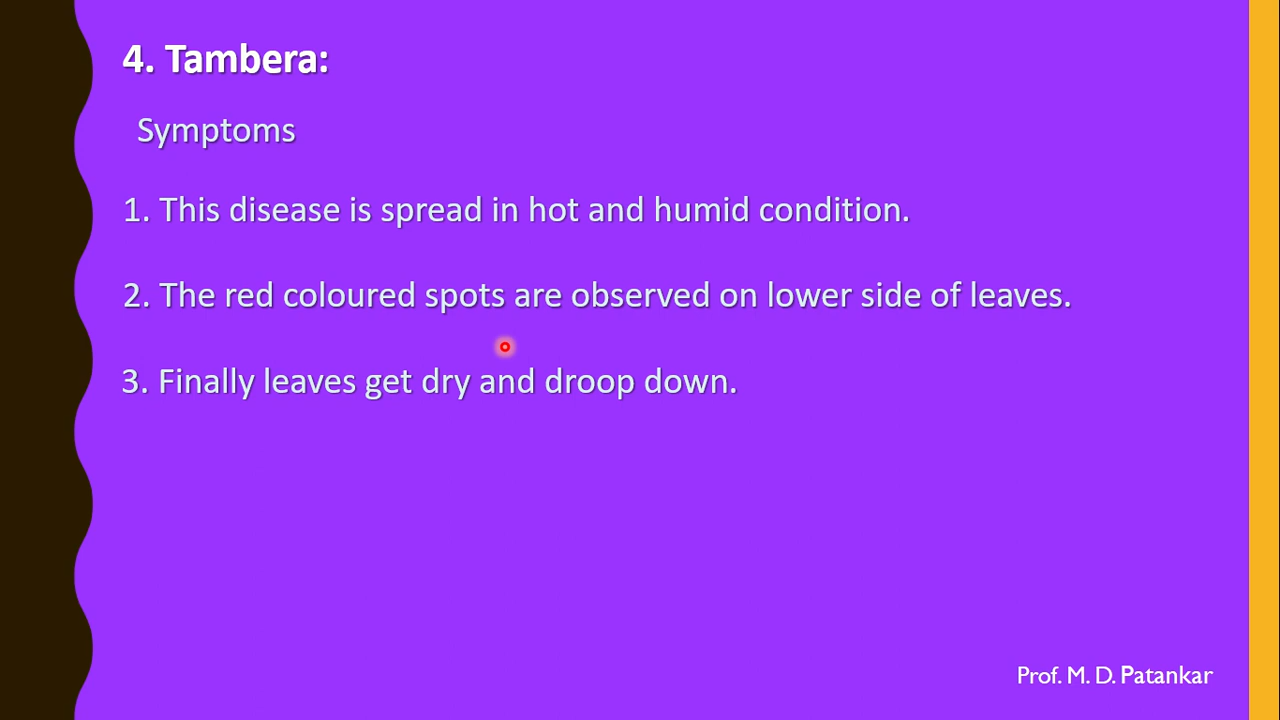 4. Tambera:
Symptoms
1. This disease is spread in hot and humid condition.
2. The red coloured spots are observed on lower side of leaves.
3. Finally leaves get dry and droop down.
Prof. M. D. Patankar